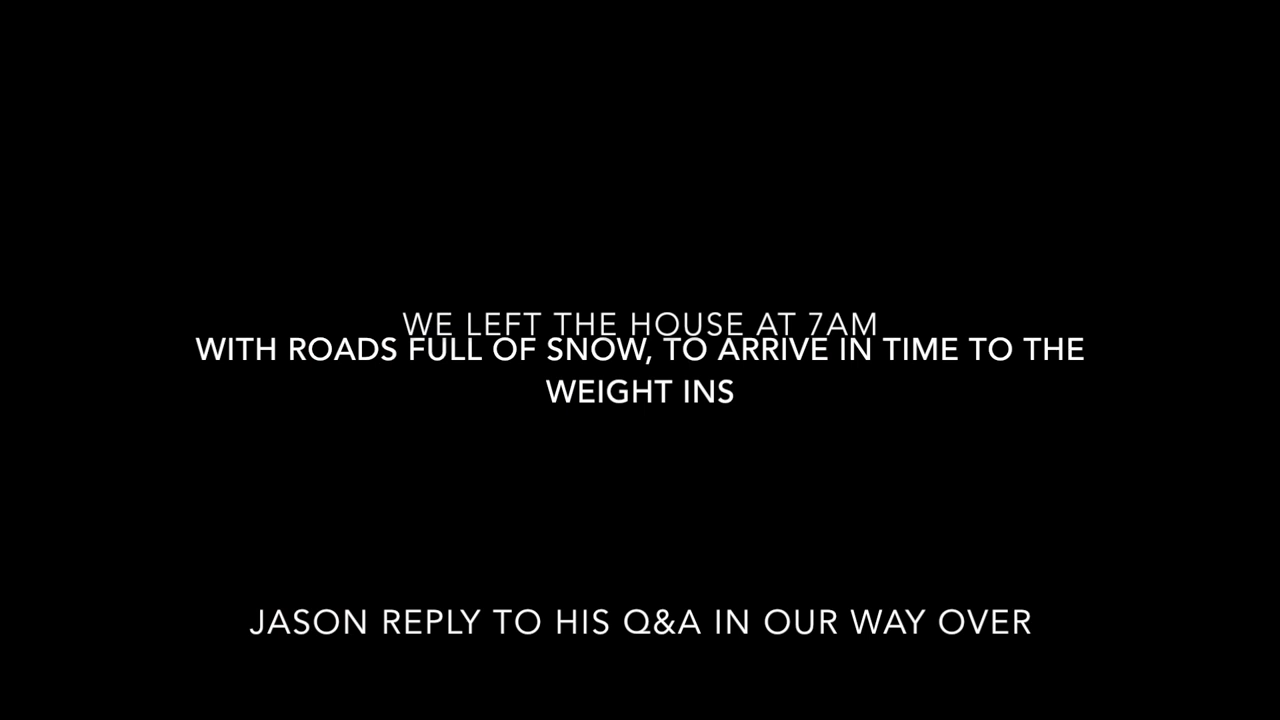 WE LEFT THE HOUSE AT 7AM
WITH ROADS FULL OF SNOW, TO ARRIVE IN TIME TO THE
WEIGHT INS
JASON REPLY TO HIS Q&A IN OUR WAY OVER